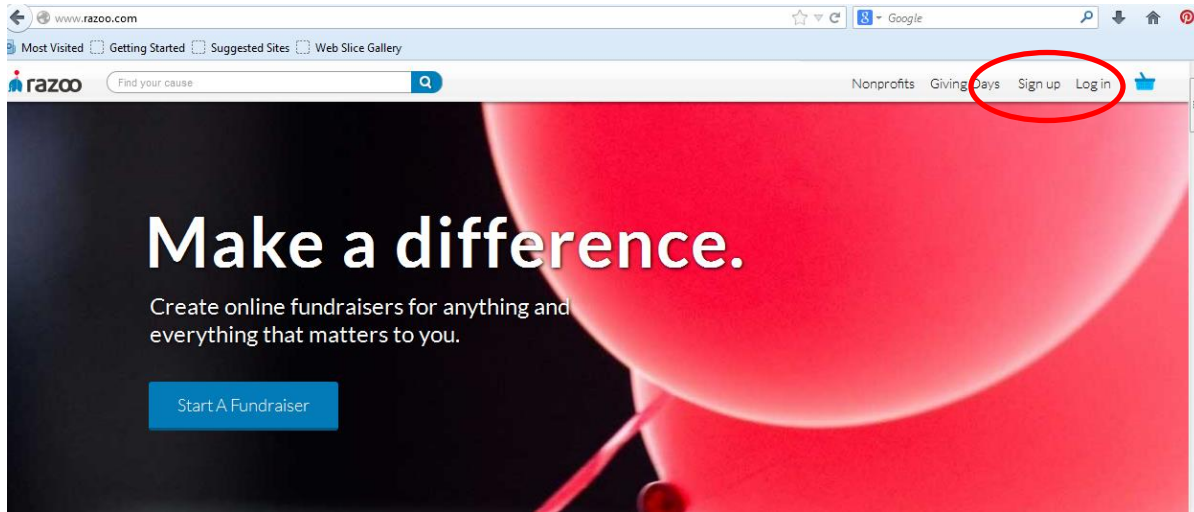 www.razoo.com
Google
Most Visited Getting Started Suggested Sites Web Slice Gallery
razoo Find your cause Nonprofits Giving Days Sign up Log in
Make a difference.
Create online fundraisers for anything and
everything that matters to you.
Start A Fundraiser